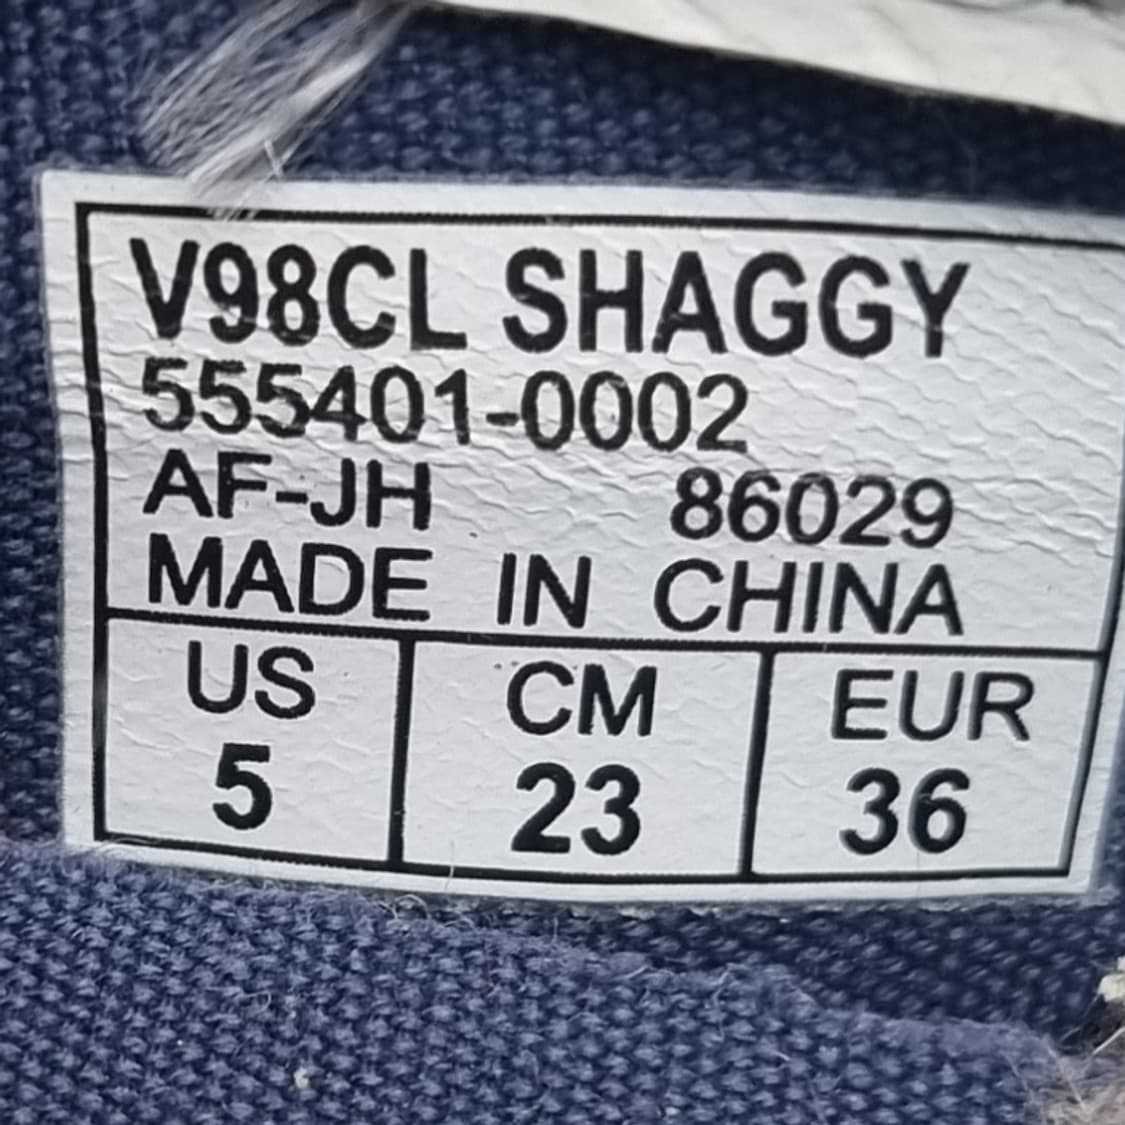 V98CL SHAGGY
555401-0002
AF-JH 86029
MADE IN CHINA
US CM EUR
5 23 36